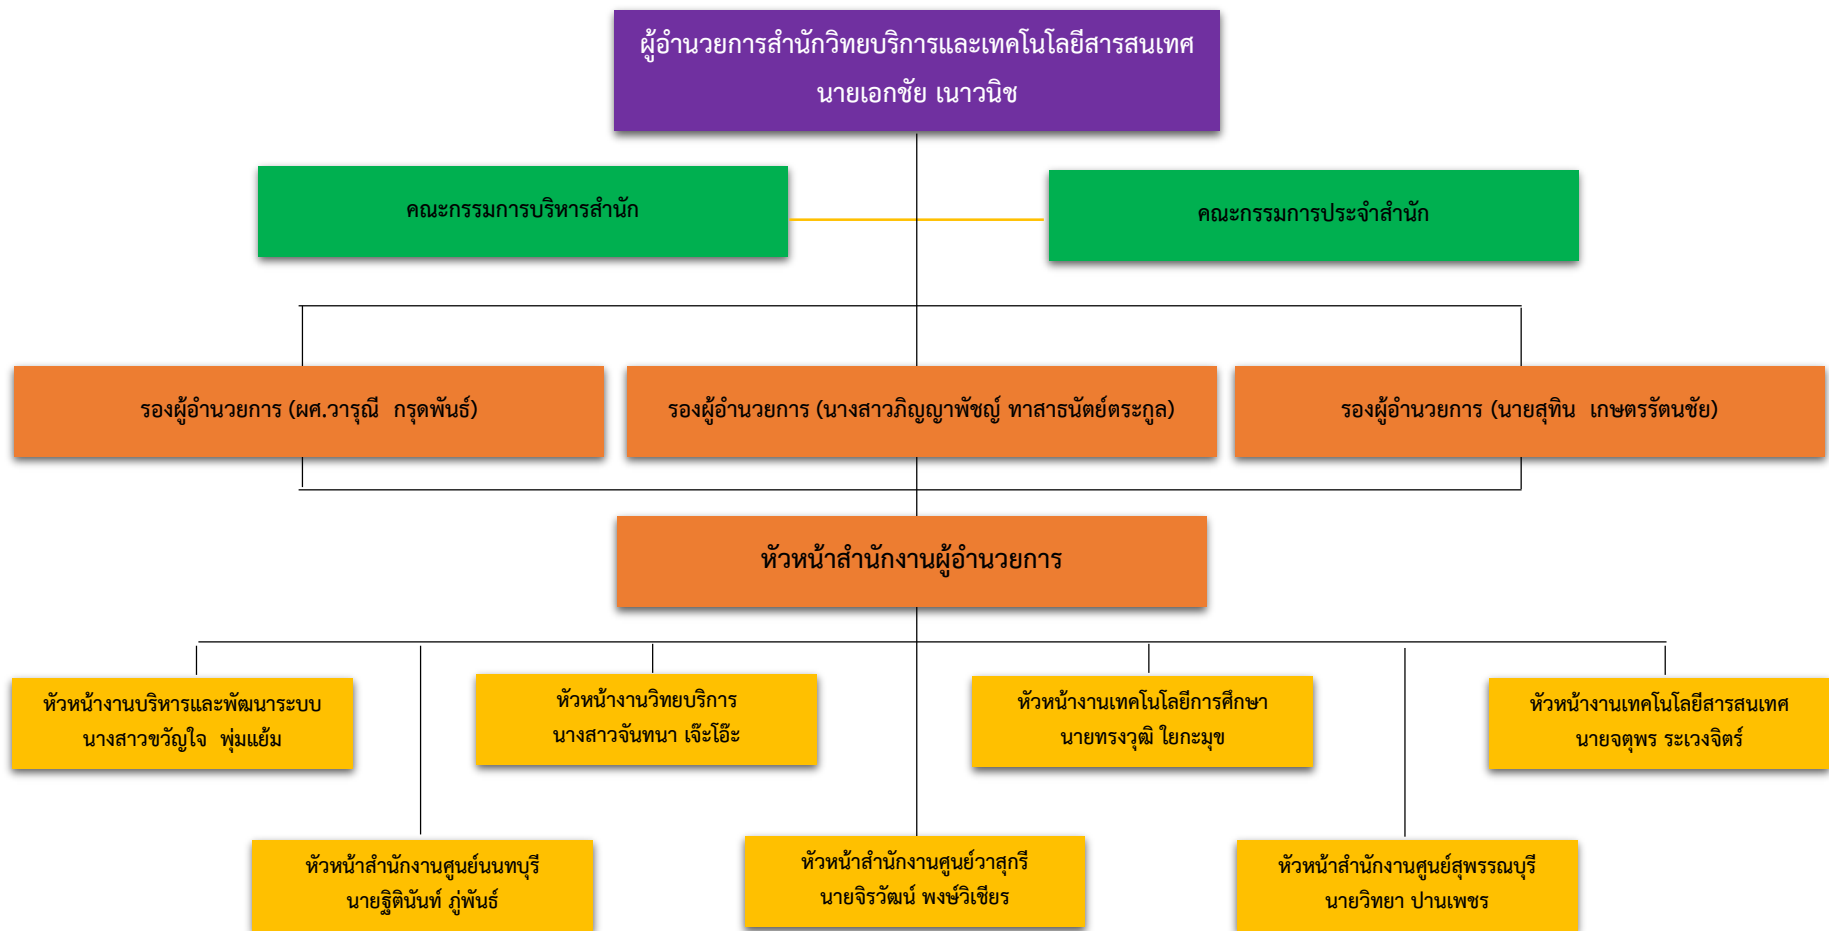 ผู้อำนวยการสำนักวิทยบริการและเทคโนโลยีสารสนเทศ
นายเอกชัย เนาวนิช
คณะกรรมการบริหารสำนัก
คณะกรรมการประจำสำนัก
รองผู้อำนวยการ (ผศ.วารุณี กรุดพันธ์)
รองผู้อำนวยการ (นางสาวภิญญาพัชญ์ ทาสาธนัตย์ตระกูล)
รองผู้อำนวยการ (นายสุทิน เกษตรรัตนชัย)
หัวหน้าสำนักงานผู้อำนวยการ
หัวหน้างานบริหารและพัฒนาระบบ
นางสาวขวัญใจ พุ่มแย้ม
หัวหน้างานวิทยบริการ
นางสาวจันทนา เจ๊ะโอ๊ะ
หัวหน้างานเทคโนโลยีการศึกษา
นายทรงวุฒิ ใยกะมุข
หัวหน้างานเทคโนโลยีสารสนเทศ
นายจตุพร ระเวงจิตร์
หัวหน้าสำนักงานศูนย์นนทบุรี
นายฐิตินันท์ ภู่พันธ์
หัวหน้าสำนักงานศูนย์วาสุกรี
นายจิรวัฒน์ พงษ์วิเชียร
หัวหน้าสำนักงานศูนย์สุพรรณบุรี
นายวิทยา ปานเพชร